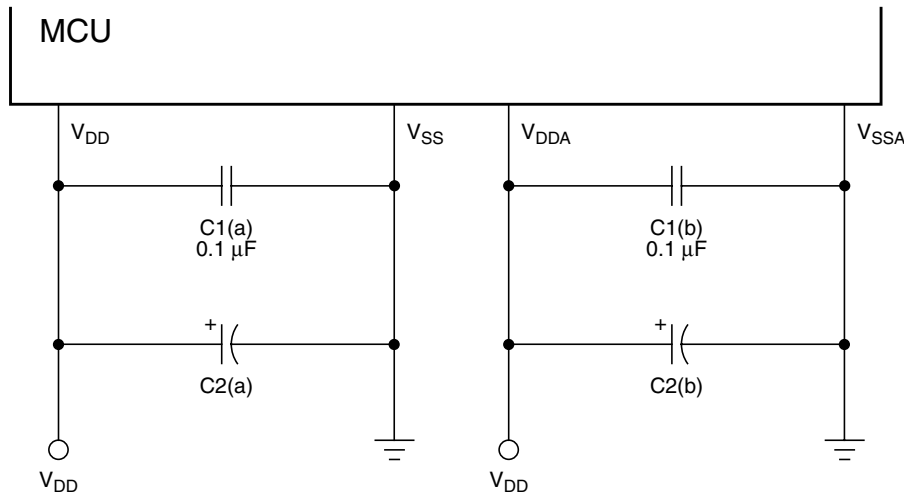 MCU
VDD
VSS
VDDA
VSSA
C1(a)
0.1 μF
C1(b)
0.1 μF
+
C2(a)
+
C2(b)
VDD
VDD